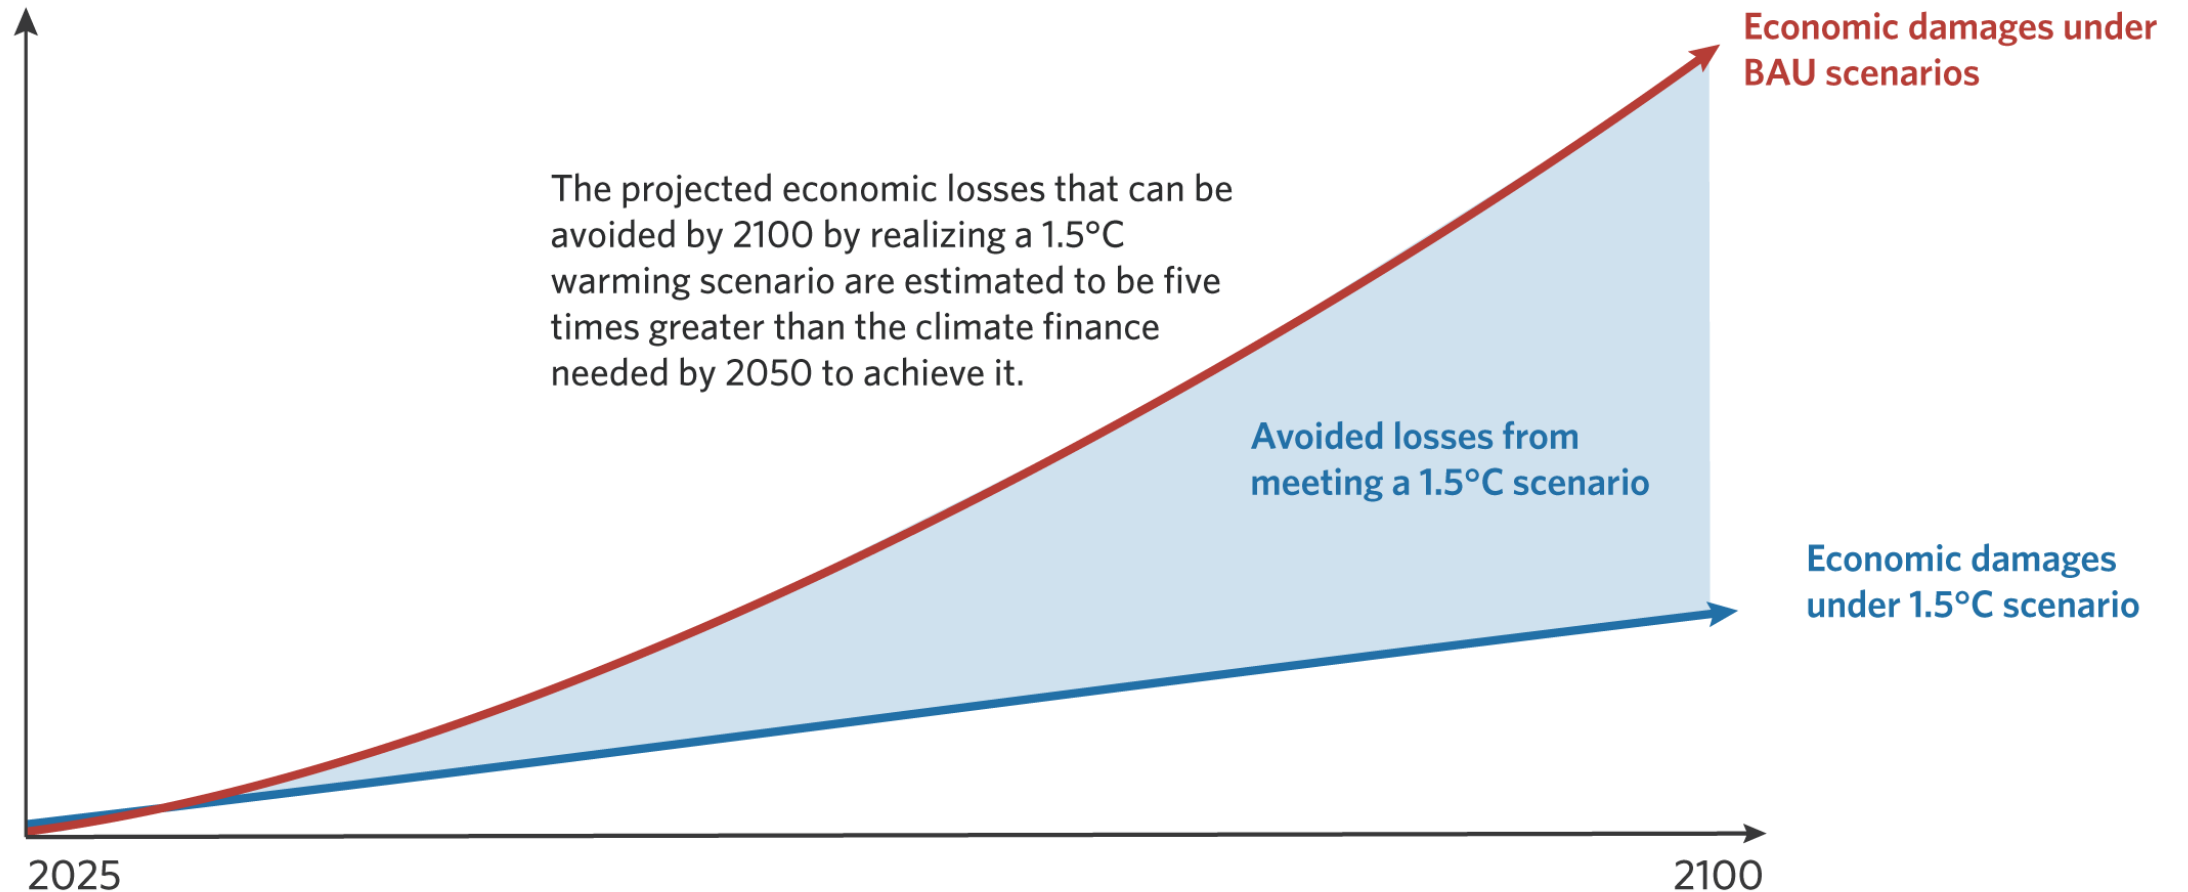 Economic damages under
BAU scenarios
The projected economic losses that can be
avoided by 2100 by realizing a 1.5°C
warming scenario are estimated to be five
times greater than the climate finance
needed by 2050 to achieve it.
Avoided losses from
meeting a 1.5°C scenario
Economic damages
under 1.5°C scenario
2025
2100